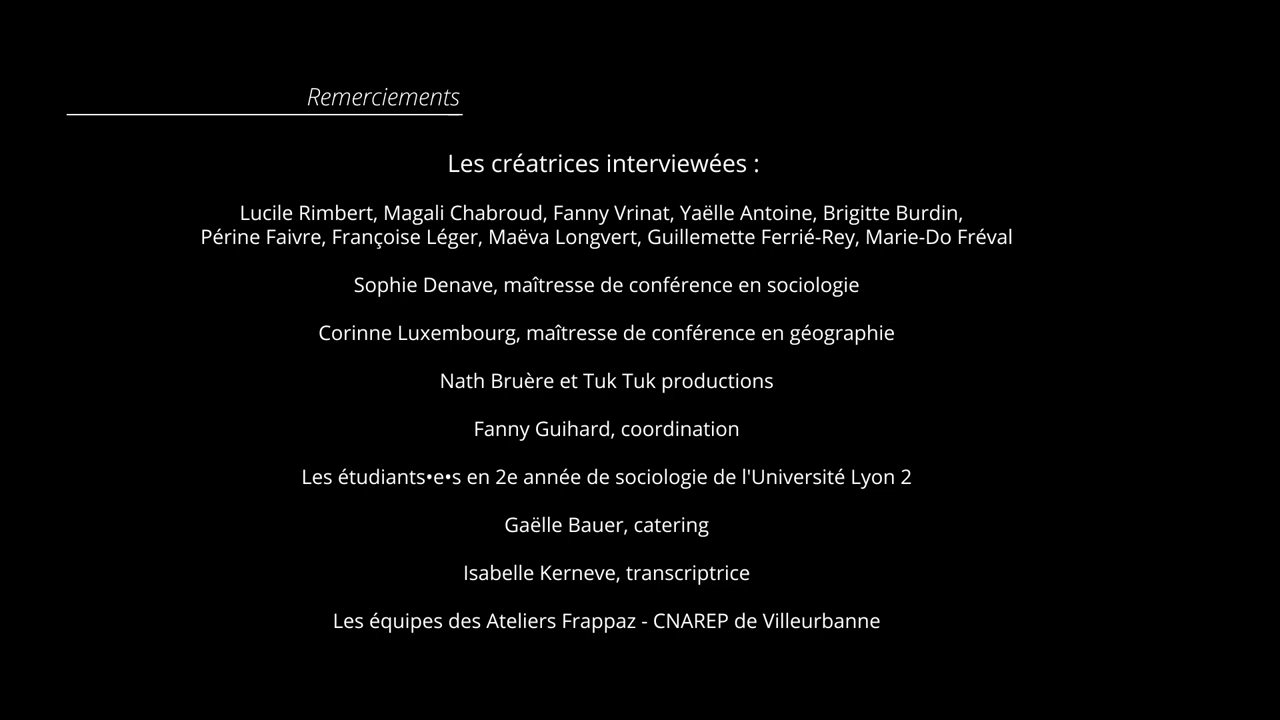 Remerciements
Les créatrices interviewées :
Lucile Rimbert, Magali Chabroud, Fanny Vrinat, Yaëlle Antoine, Brigitte Burdin,
Périne Faivre, Françoise Léger, Maëva Longvert, Guillemette Ferrié-Rey, Marie-Do Fréval
Sophie Denave, maîtresse de conférence en sociologie
Corinne Luxembourg, maîtresse de conférence en géographie
Nath Bruère et Tuk Tuk productions
Fanny Guihard, coordination
Les étudiants•e•s en 2e année de sociologie de l'Université Lyon 2
Gaëlle Bauer, catering
Isabelle Kerneve, transcriptrice
Les équipes des Ateliers Frappaz - CNAREP de Villeurbanne